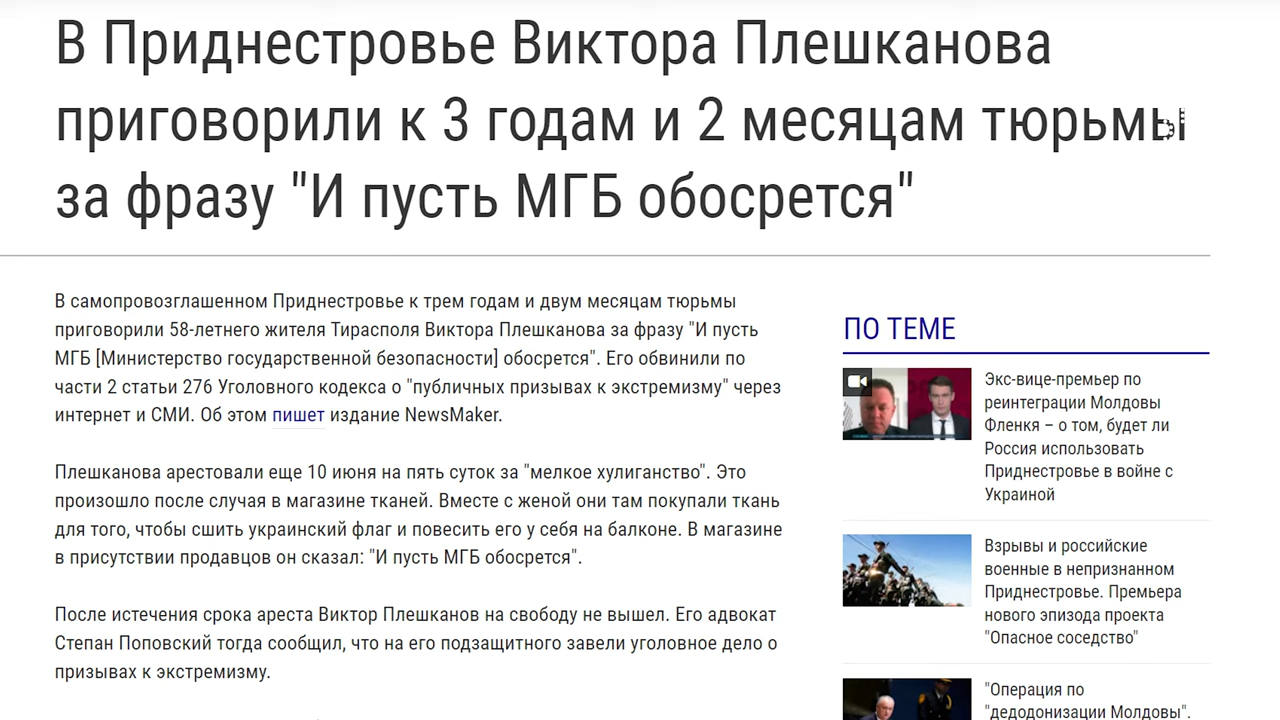 В Приднестровье Виктора Плешканова
приговорили к 3 годам и 2 месяцам тюрьмы
за фразу "И пусть МГБ обосрется"
В самопровозглашенном Приднестровье к трем годам и двум месяцам тюрьмы
приговорили 58-летнего жителя Тирасполя Виктора Плешканова за фразу "И пусть
МГБ [Министерство государственной безопасности] обосрется". Его обвинили по
части 2 статьи 276 Уголовного кодекса о "публичных призывах к экстремизму" через
интернет и СМИ. Об этом пишет издание NewsMaker.
Плешканова арестовали еще 10 июня на пять суток за "мелкое хулиганство". Это
произошло после случая в магазине тканей. Вместе с женой они там покупали ткань
для того, чтобы сшить украинский флаг и повесить его у себя на балконе. В магазине
в присутствии продавцов он сказал: "И пусть МГБ обосрется".
После истечения срока ареста Виктор Плешканов на свободу не вышел. Его адвокат
Степан Поповский тогда сообщил, что на его подзащитного завели уголовное дело о
призывах к экстремизму.
ПО ТЕМЕ
Экс-вице-премьер по
реинтеграции Молдовы
Фленкя – о том, будет ли
Россия использовать
Приднестровье в войне с
Украиной
Взрывы и российские
военные в непризнанном
Приднестровье. Премьера
нового эпизода проекта
"Опасное соседство"
"Операция по
"дедодонизации Молдовы".